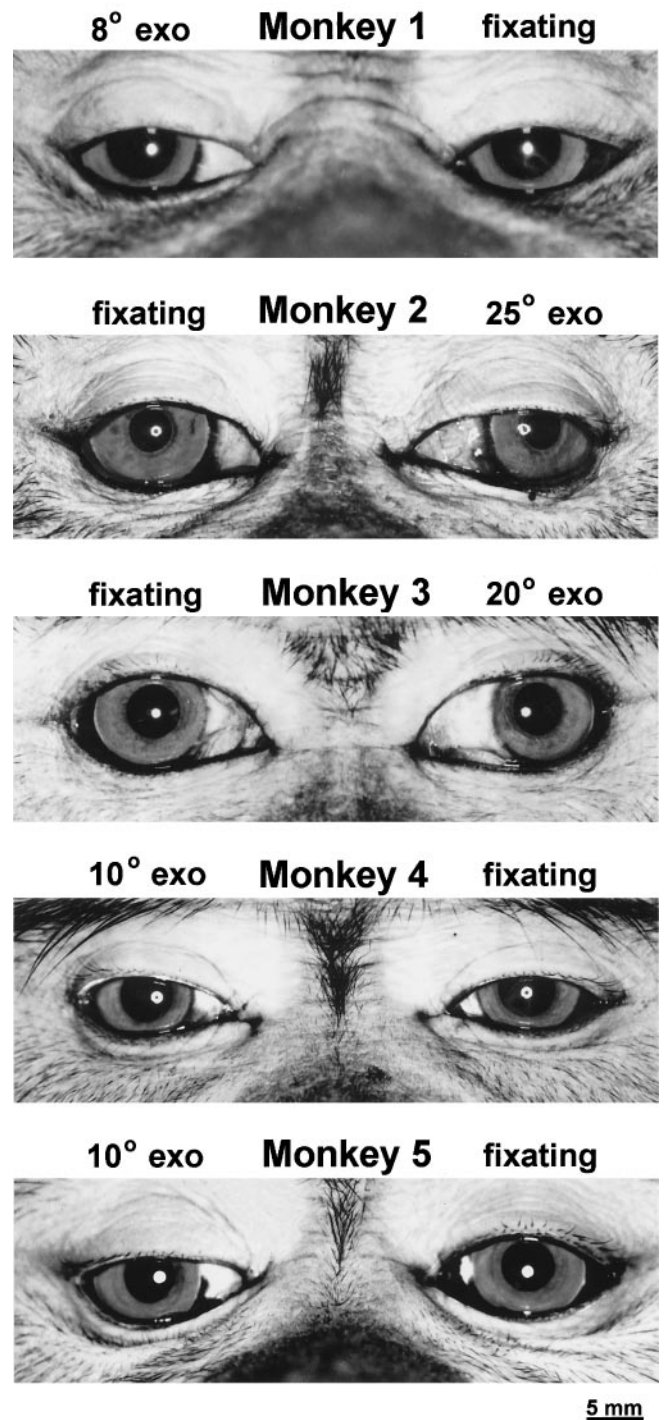 8° exo Monkey 1 fixating
fixating Monkey 2 25° exo
fixating Monkey 3 20° exo
10° exo Monkey 4 fixating
10° exo Monkey 5 fixating
5 mm